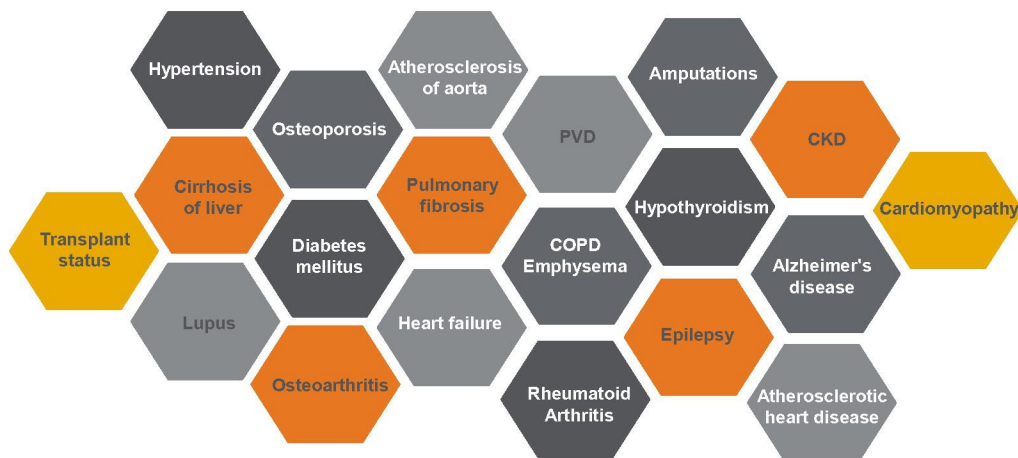 Hypertension
Atherosclerosis
of aorta
Amputations
Osteoporosis
PVD
CKD
Cirrhosis
of liver
Pulmonary
fibrosis
Hypothyroidism
Cardiomyopathy
Transplant
status
Diabetes
mellitus
COPD
Emphysema
Alzheimer's
disease
Lupus
Heart failure
Epilepsy
Osteoarthritis
Rheumatoid
Arthritis
Atherosclerotic
heart disease